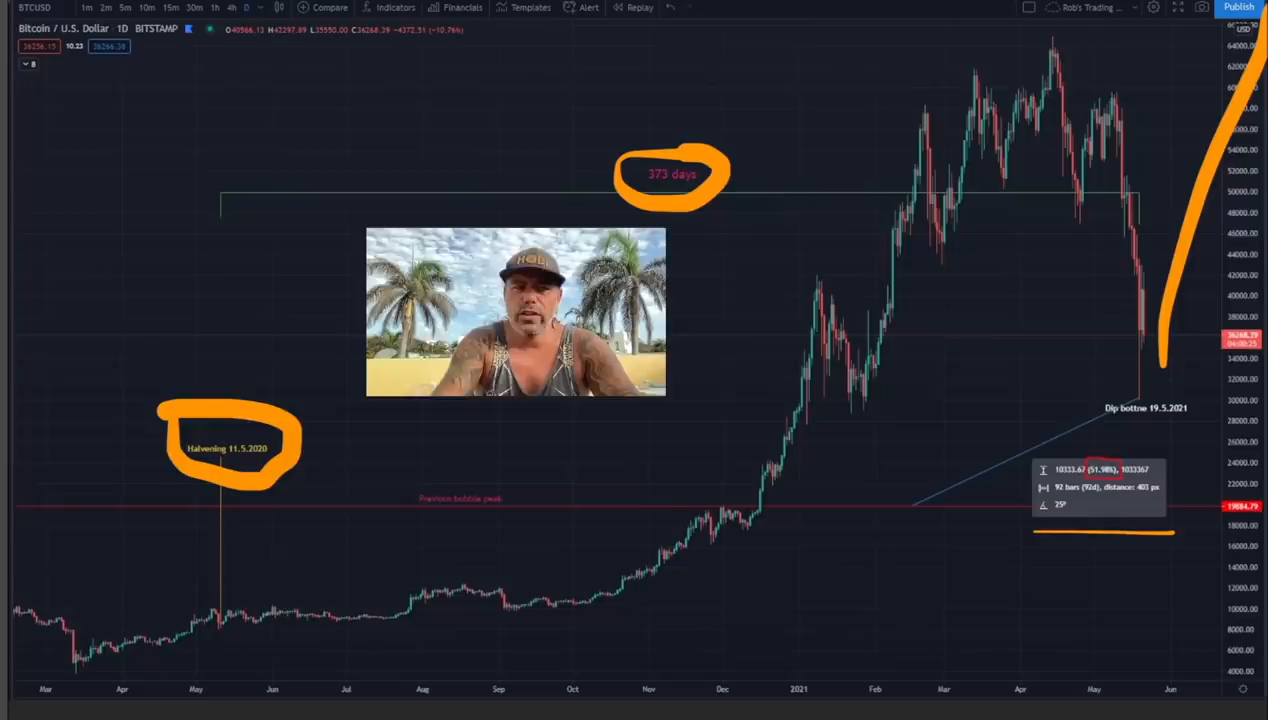 BTCUSD 1m 2m 5m 10m 15m 30m 1h 4h D Compare Indicators Financials Templates Alert Replay Rob's Trading ... Publish
Bitcoin / U.S. Dollar · 1D BITSTAMP O40566.13 H42297.89 L35550.00 C36268.39 −4372.51 (−10.76%)
USD
36256.15 10.23 36266.38
8
64000.00
373 days
54000.00
50000.00
48000.00
46000.00
44000.00
42000.00
40000.00
38000.00
36268.39
04:00:25
34000.00
32000.00
30000.00
Dip bottne 19.5.2021
28000.00
26000.00
Halvening 11.5.2020
24000.00
10333.67 (51.98%), 1033367
92 bars (92d), distance: 403 px
22000.00
Previous bubble peak
25°
19884.79
18000.00
16000.00
14000.00
12000.00
10000.00
8000.00
6000.00
4000.00
Mar Apr May Jun Jul Aug Sep Oct Nov Dec 2021 Feb Mar Apr May Jun